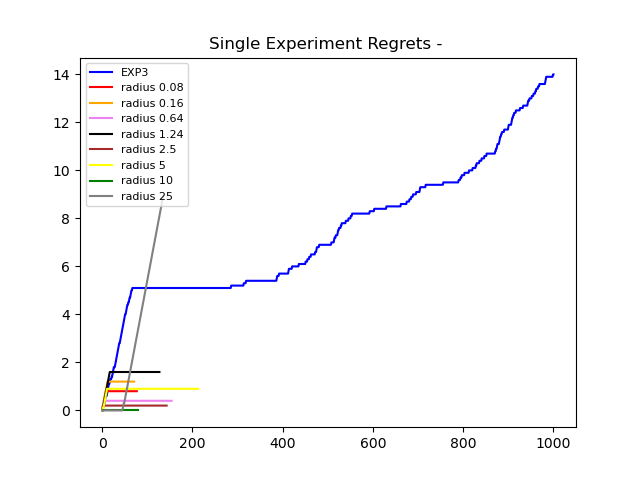 Single Experiment Regrets -
EXP3
radius 0.08
radius 0.16
radius 0.64
radius 1.24
radius 2.5
radius 5
radius 10
radius 25
14
12
10
8
6
4
2
0
0 200 400 600 800 1000